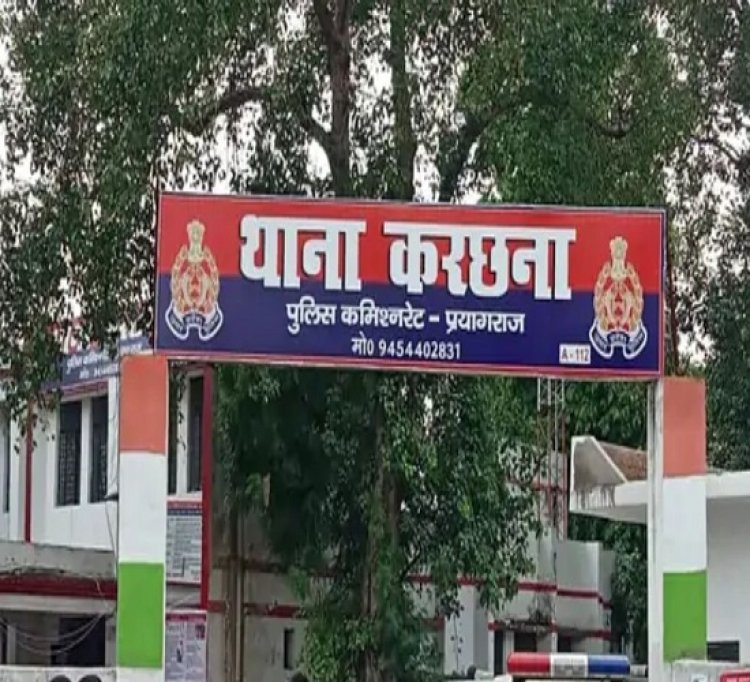 थाना करछना
पुलिस कमिश्नरेट - प्रयागराज
मो0 9454402831
A-112